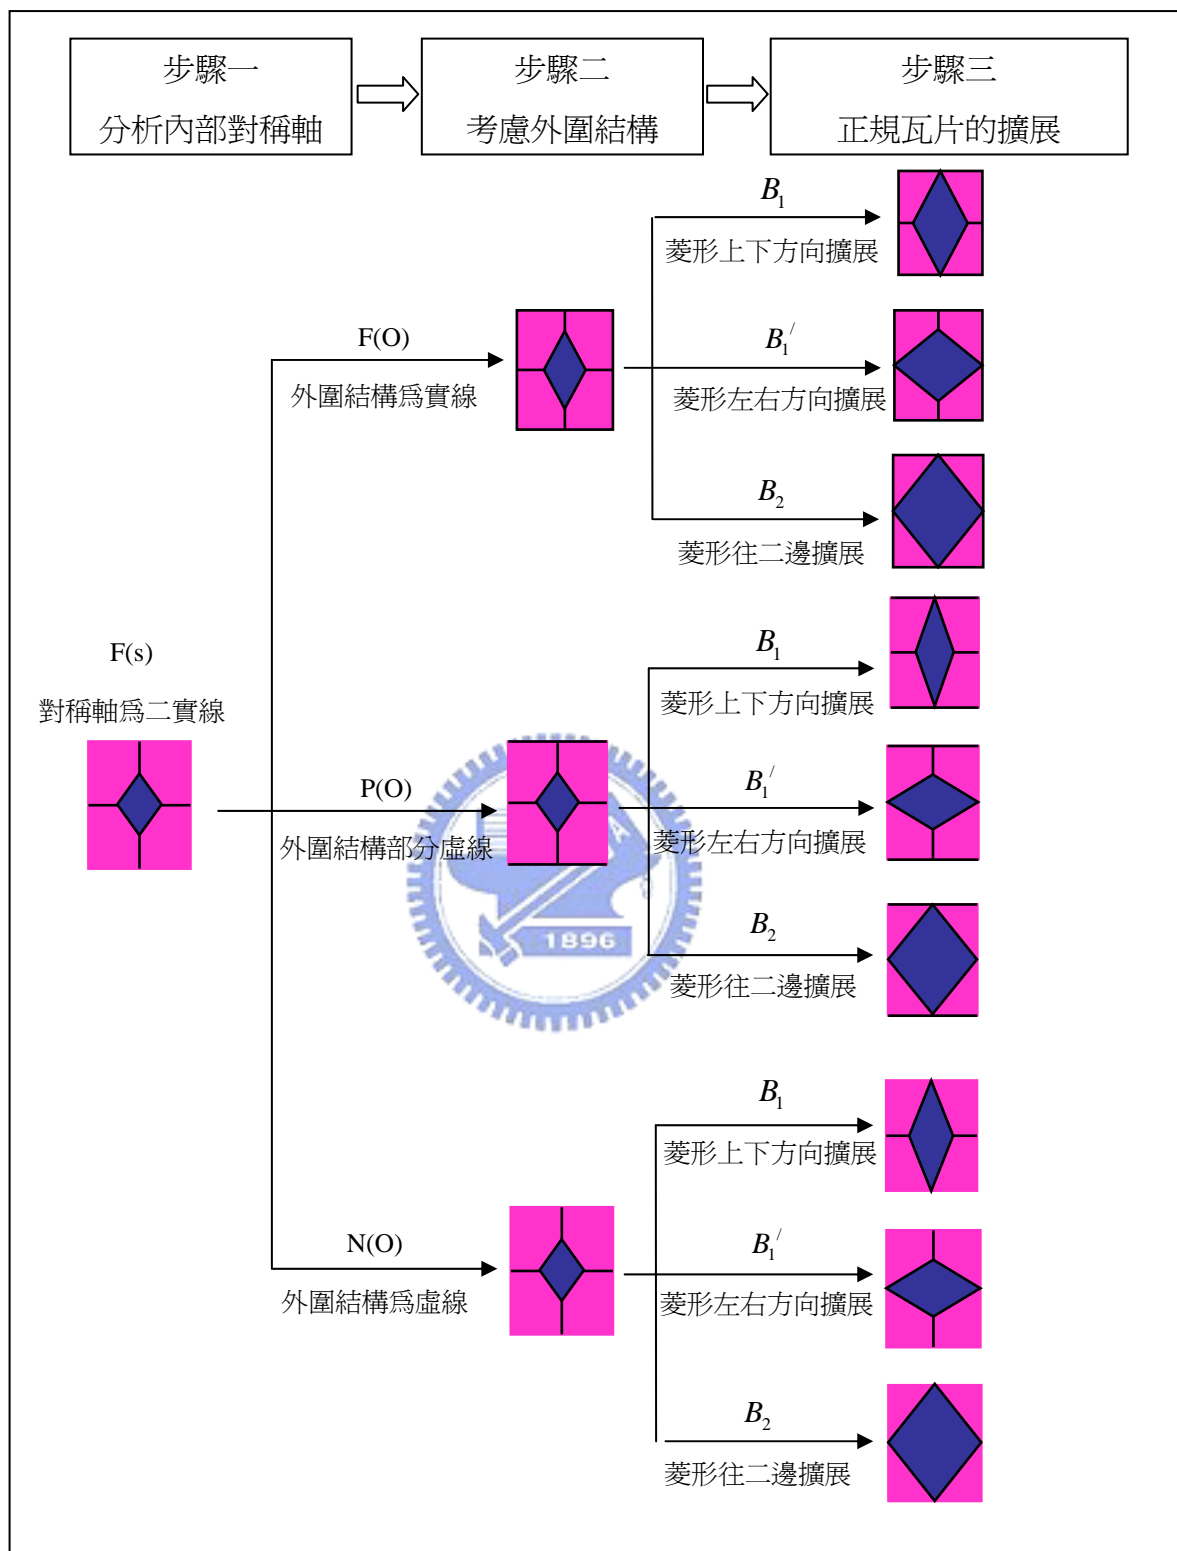 步驟一
分析內部對稱軸
步驟二
考慮外圍結構
步驟三
正規瓦片的擴展
F(s)
對稱軸為二實線
F(O)
外圍結構為實線
B₁
菱形上下方向擴展
B₁′
菱形左右方向擴展
B₂
菱形往二邊擴展
P(O)
外圍結構部分虛線
B₁
菱形上下方向擴展
B₁′
菱形左右方向擴展
B₂
菱形往二邊擴展
N(O)
外圍結構為虛線
B₁
菱形上下方向擴展
B₁′
菱形左右方向擴展
B₂
菱形往二邊擴展
1896